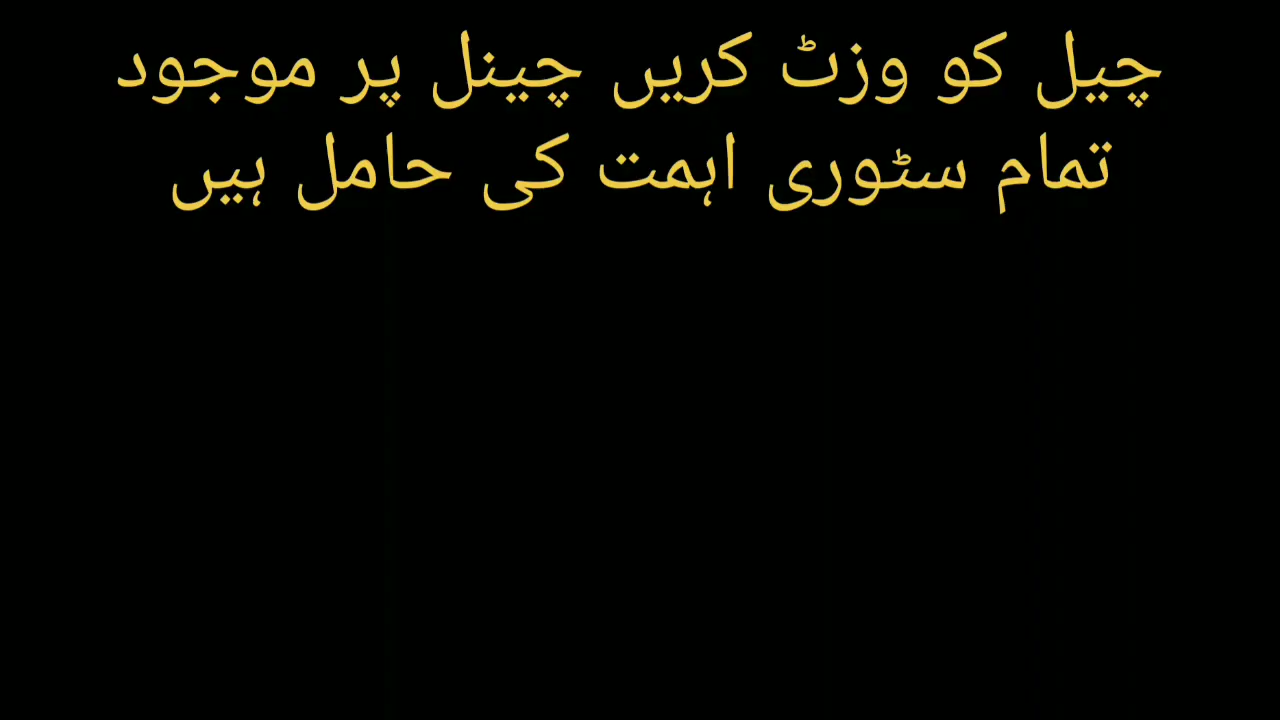 چیل کو وزٹ کریں چینل پر موجود
تمام سٹوری اہمت کی حامل ہیں